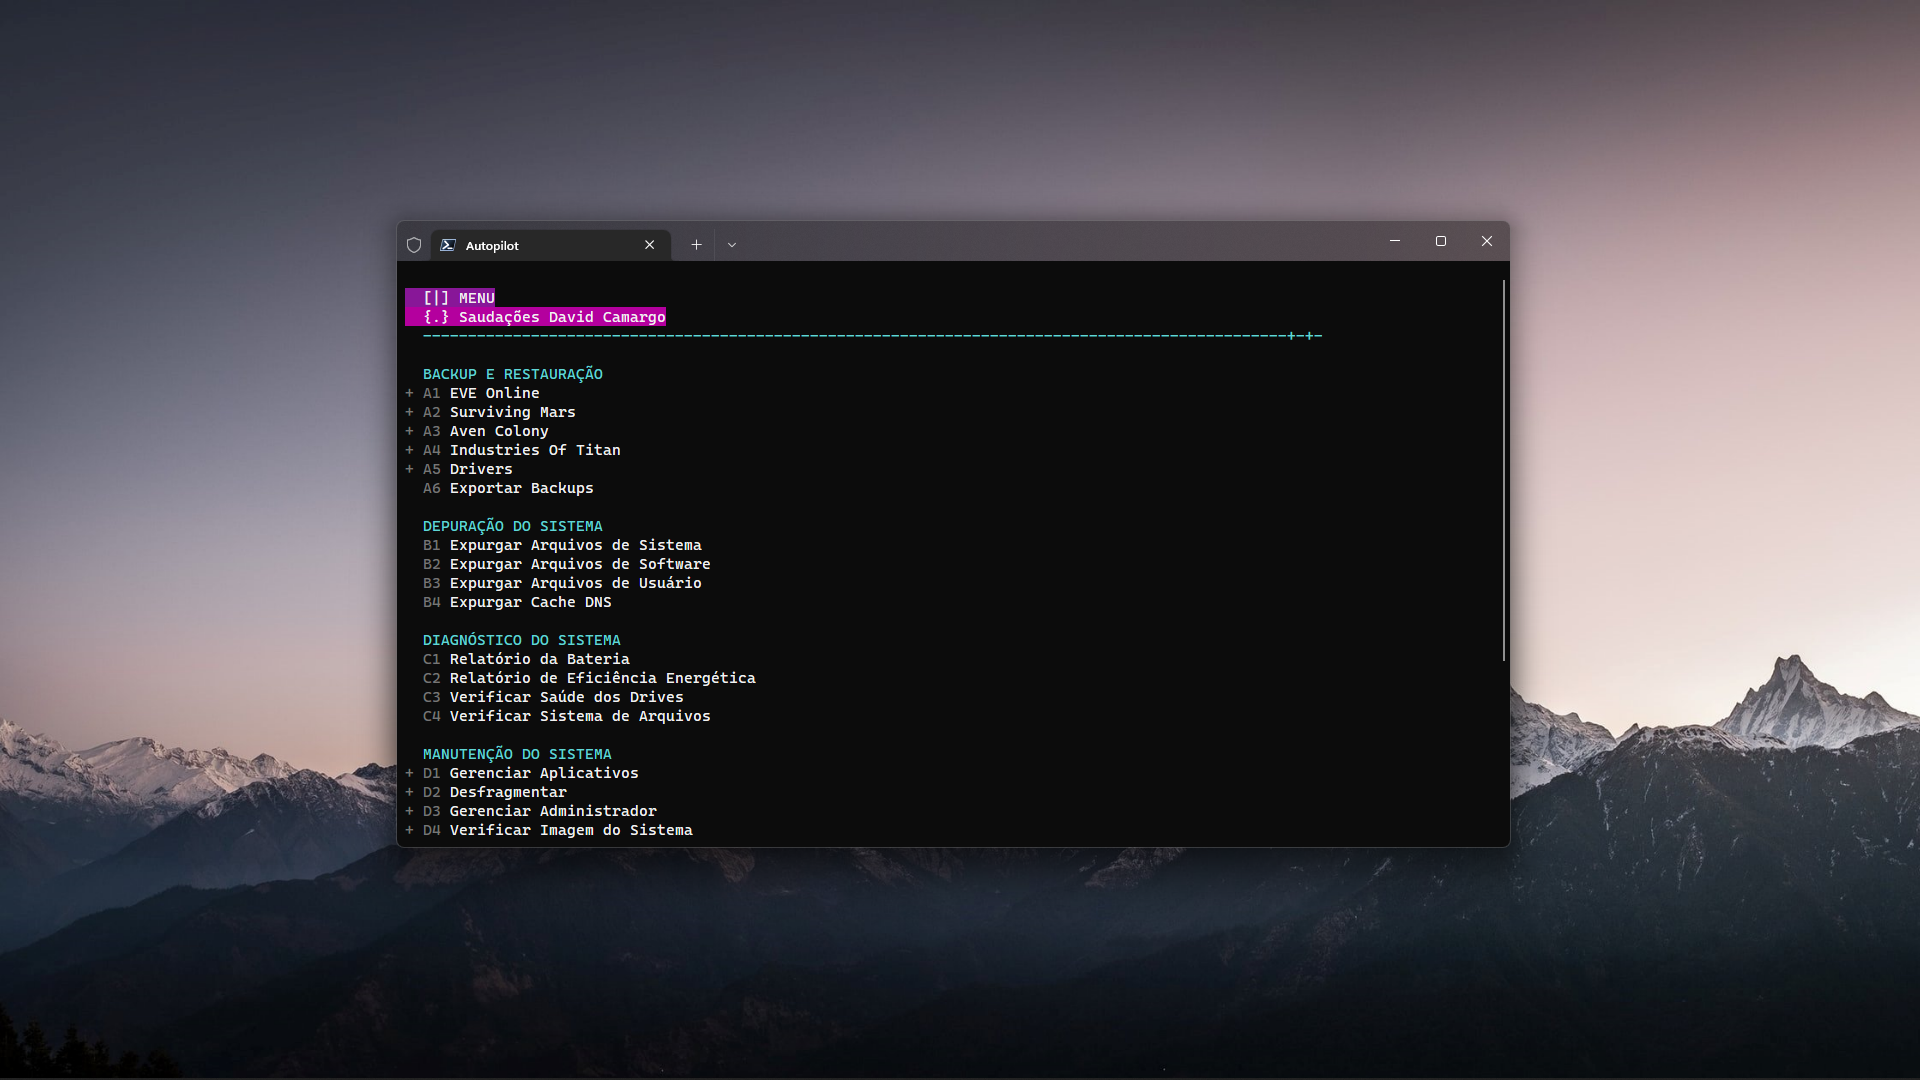 Autopilot
[|] MENU
{.} Saudações David Camargo
------------------------------------------------------------------------------------------------+-+-
BACKUP E RESTAURAÇÃO
+ A1 EVE Online
+ A2 Surviving Mars
+ A3 Aven Colony
+ A4 Industries Of Titan
+ A5 Drivers
A6 Exportar Backups
DEPURAÇÃO DO SISTEMA
B1 Expurgar Arquivos de Sistema
B2 Expurgar Arquivos de Software
B3 Expurgar Arquivos de Usuário
B4 Expurgar Cache DNS
DIAGNÓSTICO DO SISTEMA
C1 Relatório da Bateria
C2 Relatório de Eficiência Energética
C3 Verificar Saúde dos Drives
C4 Verificar Sistema de Arquivos
MANUTENÇÃO DO SISTEMA
+ D1 Gerenciar Aplicativos
+ D2 Desfragmentar
+ D3 Gerenciar Administrador
+ D4 Verificar Imagem do Sistema